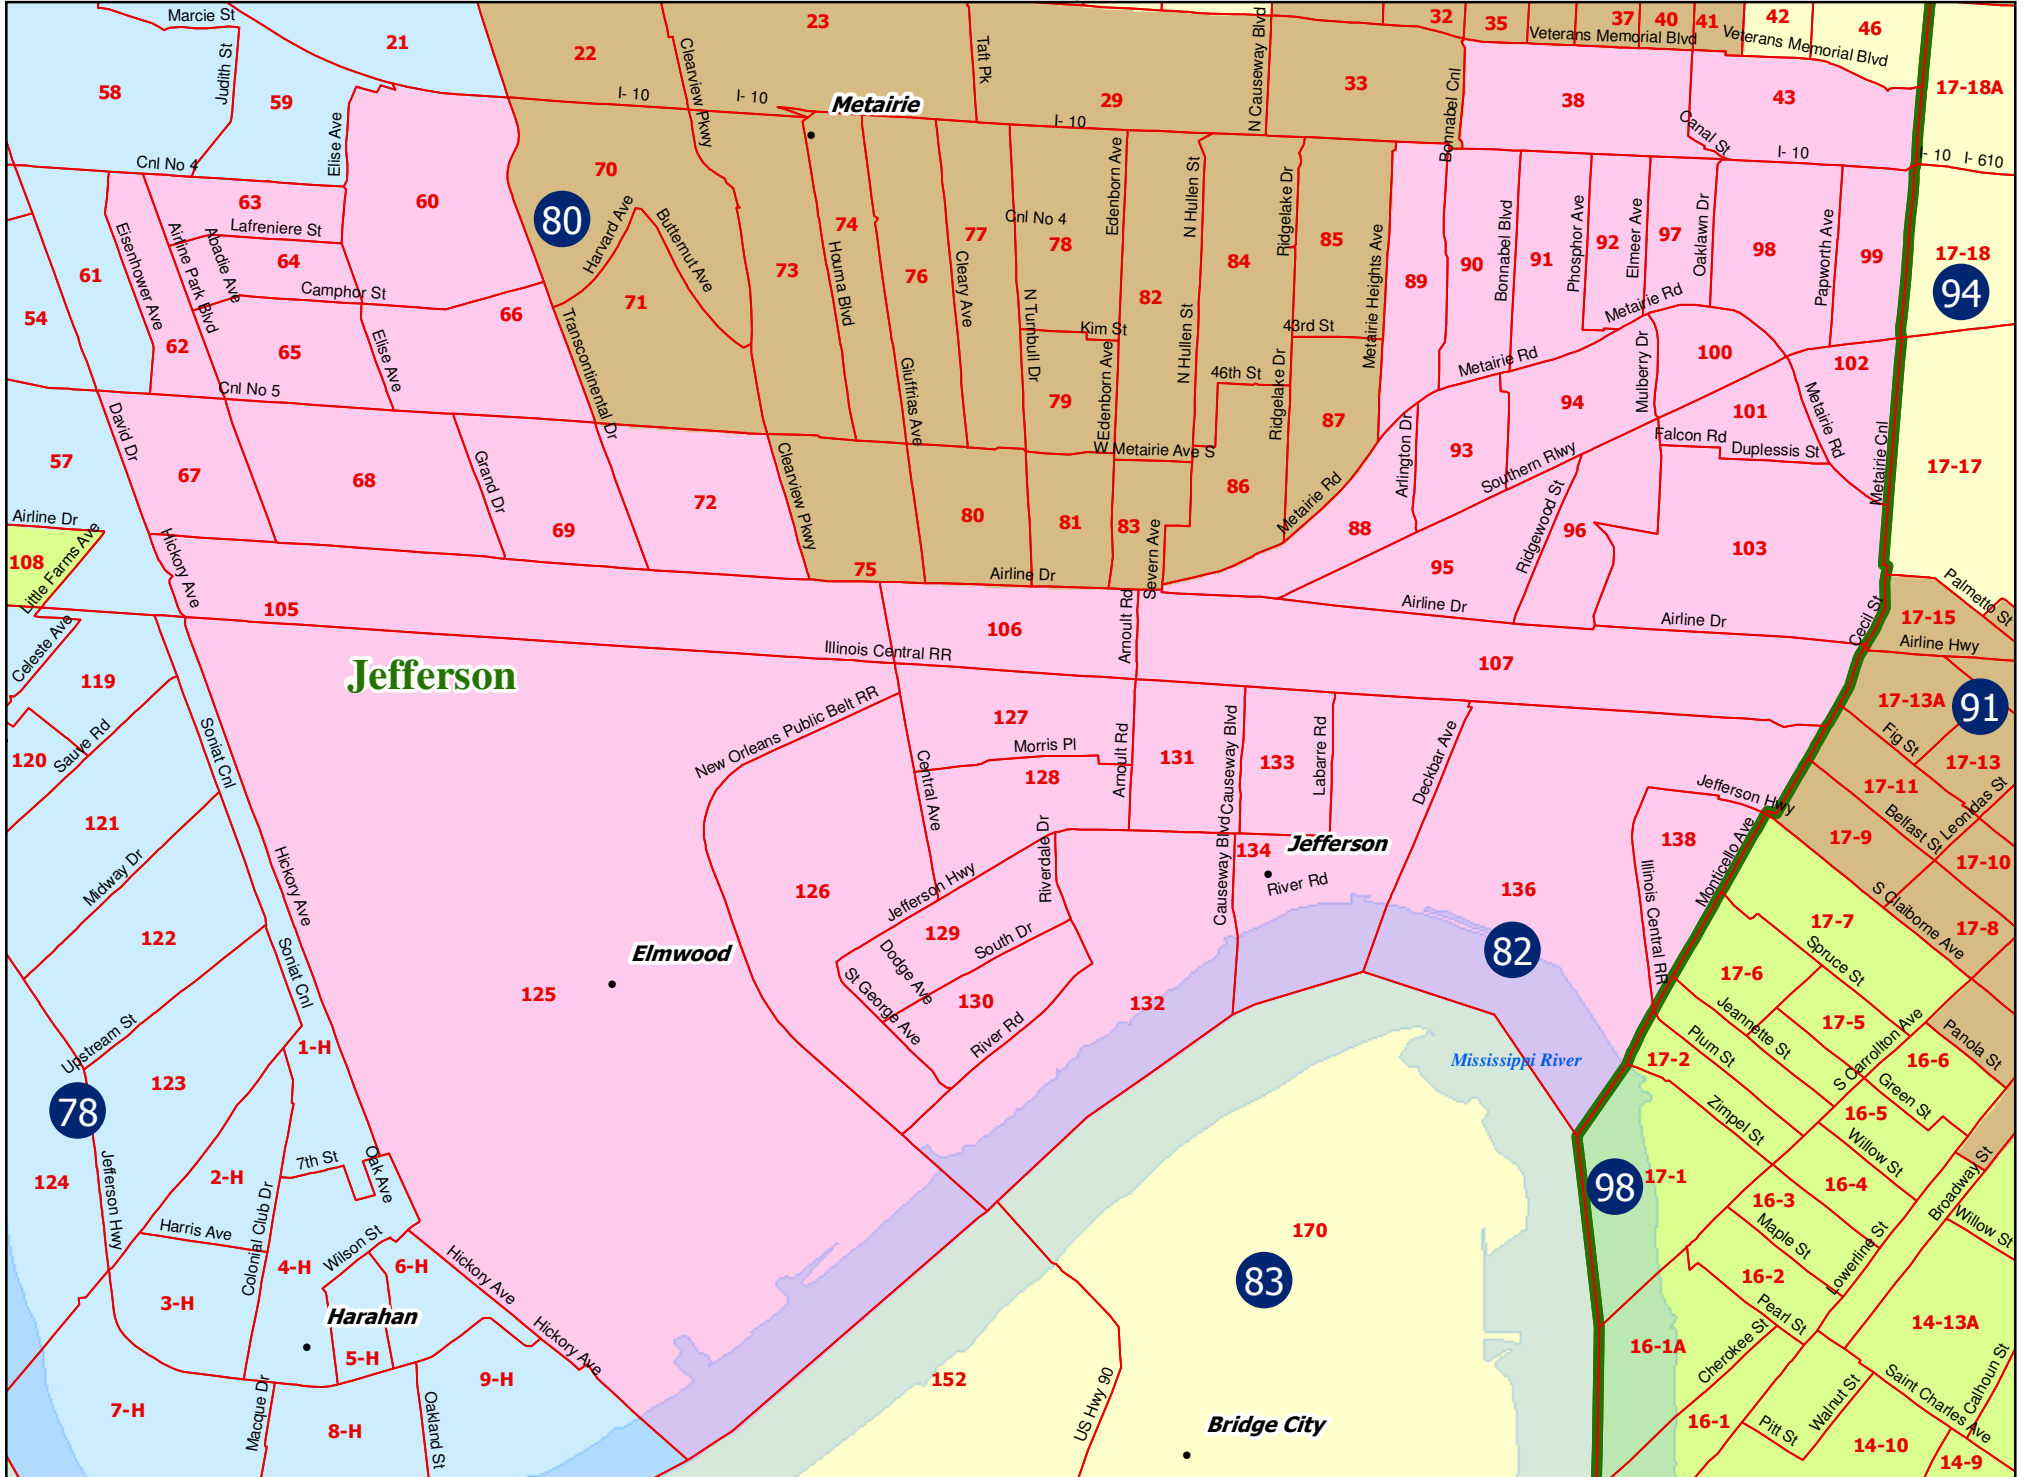 Marcie St
21
22
23
32
35
37
40
41
42
46
Veterans Memorial Blvd
Veterans Memorial Blvd
58
Judith St
59
Elise Ave
I- 10
Clearview Pkwy
I- 10
Metairie
Taft Pk
29
I- 10
N Causeway Blvd
33
Bonnabel Cnl
38
43
Canal St
I- 10
17-18A
I- 10
I- 610
Cnl No 4
63
Lafreniere St
60
70
80
Harvard Ave
Butternut Ave
71
73
74
Houma Blvd
76
77
Cleary Ave
Cnl No 4
78
Edenborn Ave
N Hullen St
84
Ridgelake Dr
85
Metairie Heights Ave
89
90
Bonnabel Blvd
91
Phosphor Ave
92
Elmeer Ave
97
Oaklawn Dr
98
Papworth Ave
99
17-18
94
61
Eisenhower Ave
Airline Park Blvd
Abadie Ave
64
Camphor St
54
62
65
Elise Ave
66
Transcontinental Dr
Giuffrias Ave
N Turnbull Dr
Kim St
82
79
Edenborn Ave
N Hullen St
46th St
43rd St
Ridgelake Dr
87
Metairie Rd
Metairie Rd
94
Mulberry Dr
100
102
101
Metairie Rd
Falcon Rd
Duplessis St
Metairie Cnl
17-17
Cnl No 5
57
David Dr
67
68
Grand Dr
69
72
Clearview Pkwy
75
80
81
83
W Metairie Ave S
86
Severn Ave
Metairie Rd
Arlington Dr
88
93
Southern Rlwy
Ridgewood St
95
96
103
Airline Dr
108
Little Farms Ave
Hickory Ave
105
Airline Dr
Airline Dr
Airline Dr
Palmetto St
17-15
Airline Hwy
Cecil St
Celeste Ave
Jefferson
Illinois Central RR
106
Arnoult Rd
107
17-13A
91
Fig St
17-13
119
Sauve Rd
120
Soniat Cnl
New Orleans Public Belt RR
127
Morris Pl
128
Central Ave
Arnoult Rd
131
Causeway Blvd
133
Labarre Rd
Deckbar Ave
Jefferson Hwy
17-11
Belfast St
Leonidas St
17-9
17-10
121
Midway Dr
Hickory Ave
126
Jefferson Hwy
Riverdale Dr
Causeway Blvd
134
Jefferson
River Rd
136
138
Illinois Central RR
Monticello Ave
S Claiborne Ave
17-8
122
Soniat Cnl
Elmwood
125
129
Dodge Ave
South Dr
St George Ave
130
River Rd
132
82
17-7
Spruce St
17-6
Jeannette St
17-5
S Carrollton Ave
Panola St
16-6
Upstream St
1-H
123
78
Mississippi River
17-2
Plum St
Green St
Zimpel St
16-5
Willow St
124
Jefferson Hwy
2-H
7th St
Oak Ave
98
17-1
16-4
16-3
Maple St
Broadway St
Willow St
Harris Ave
Colonial Club Dr
4-H
Wilson St
6-H
Hickory Ave
170
83
16-2
Lowerline St
Pearl St
3-H
Harahan
5-H
9-H
Hickory Ave
16-1A
Cherokee St
14-13A
Calhoun St
Saint Charles Ave
152
US Hwy 90
7-H
Macque Dr
8-H
Oakland St
Bridge City
16-1
Pitt St
Walnut St
14-10
14-9